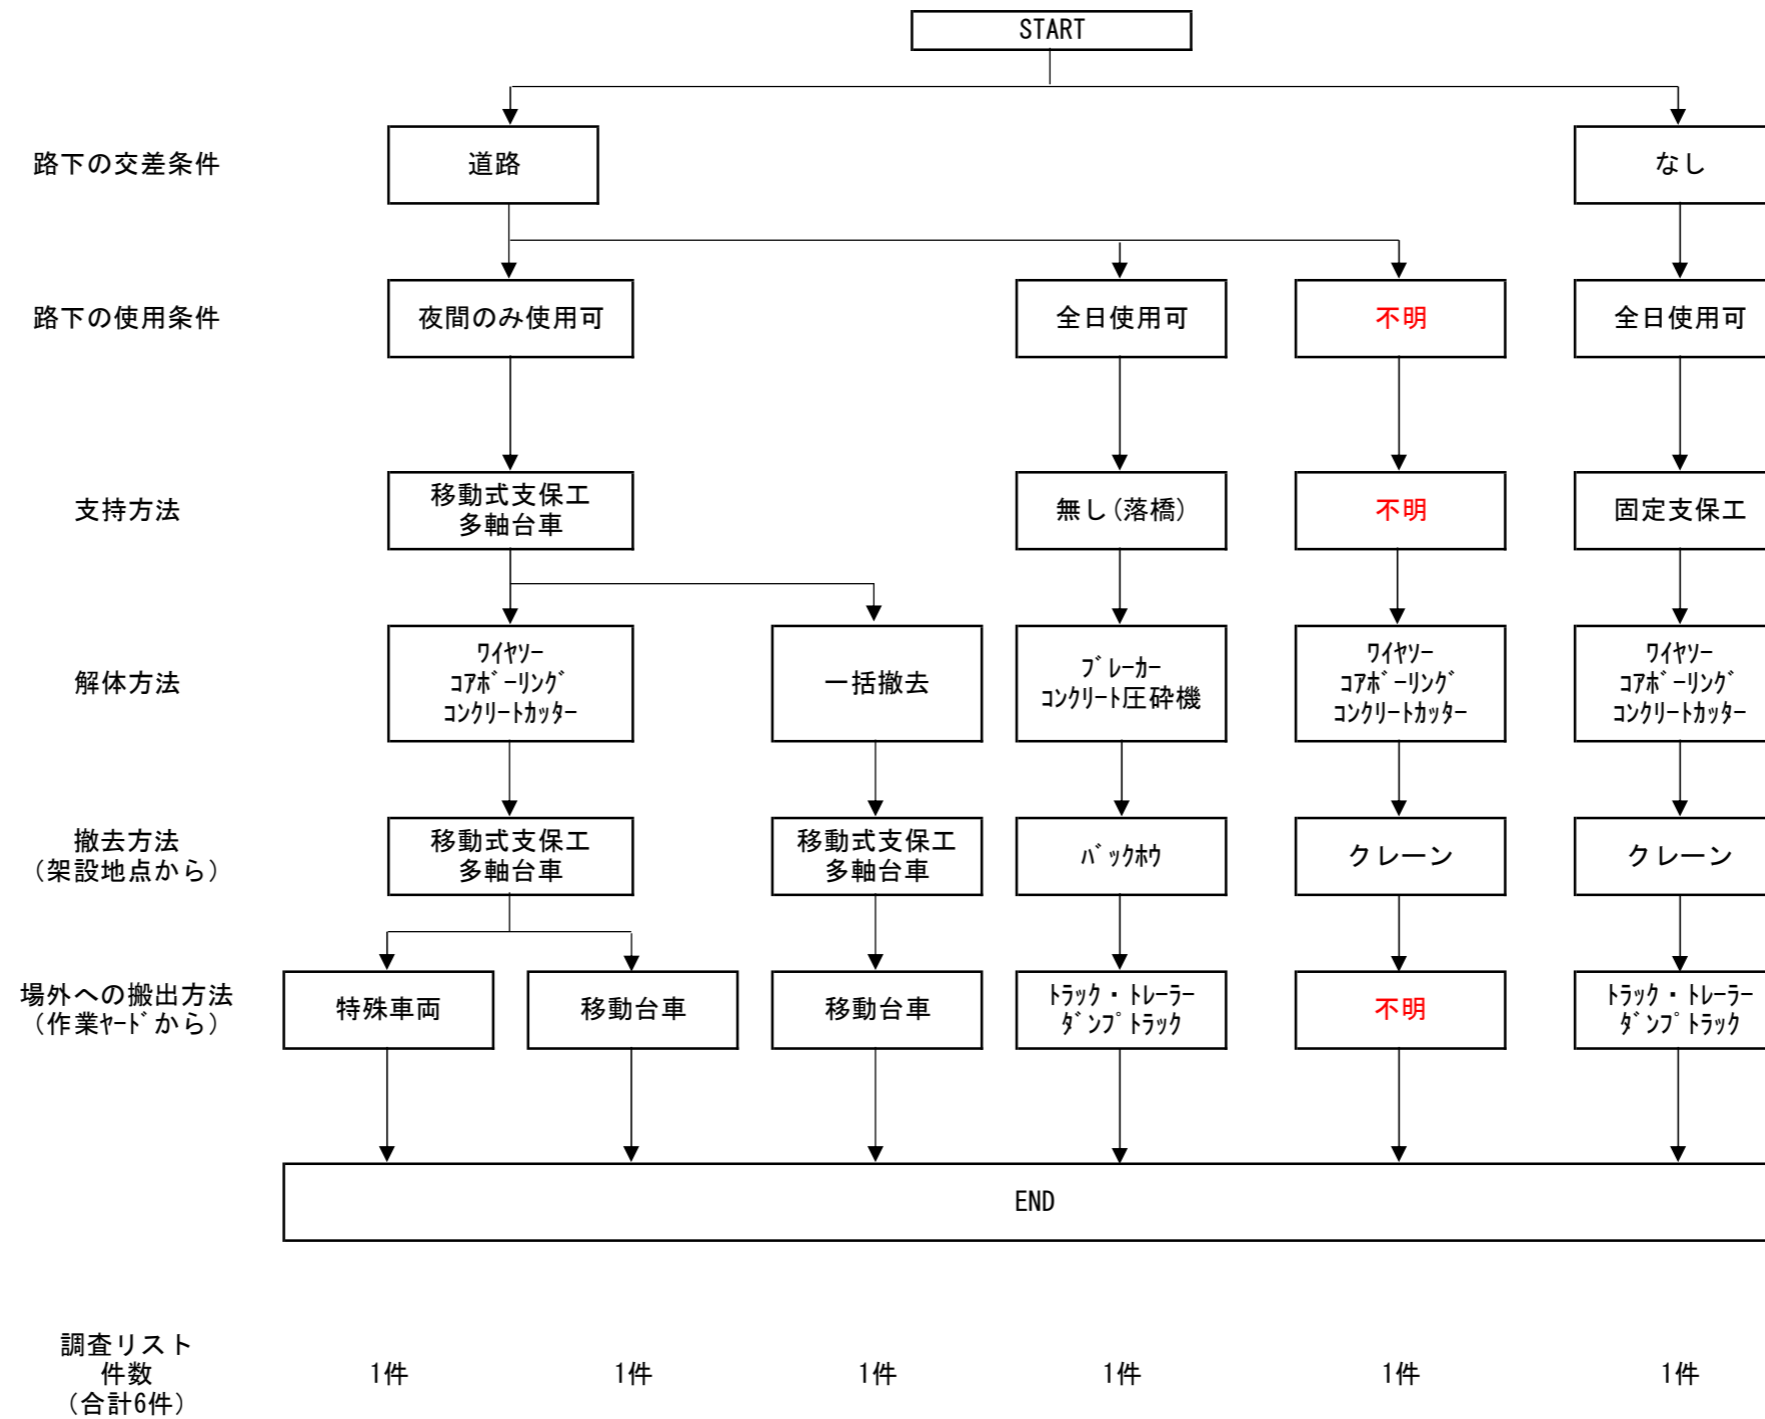 START
路下の交差条件
道路
なし
路下の使用条件
夜間のみ使用可
全日使用可
不明
全日使用可
支持方法
移動式支保工
多軸台車
無し(落橋)
不明
固定支保工
解体方法
ﾜｲﾔｿｰ
ｺｱﾎﾞｰﾘﾝｸﾞ
ｺﾝｸﾘｰﾄｶｯﾀｰ
一括撤去
ﾌﾞﾚｰｶｰ
ｺﾝｸﾘｰﾄ圧砕機
ﾜｲﾔｿｰ
ｺｱﾎﾞｰﾘﾝｸﾞ
ｺﾝｸﾘｰﾄｶｯﾀｰ
ﾜｲﾔｿｰ
ｺｱﾎﾞｰﾘﾝｸﾞ
ｺﾝｸﾘｰﾄｶｯﾀｰ
撤去方法
(架設地点から)
移動式支保工
多軸台車
移動式支保工
多軸台車
ﾊﾞｯｸﾎｳ
クレーン
クレーン
場外への搬出方法
(作業ﾔｰﾄﾞから)
特殊車両
移動台車
移動台車
ﾄﾗｯｸ・ﾄﾚｰﾗｰ
ﾀﾞﾝﾌﾟﾄﾗｯｸ
不明
ﾄﾗｯｸ・ﾄﾚｰﾗｰ
ﾀﾞﾝﾌﾟﾄﾗｯｸ
END
調査リスト
件数
(合計6件)
1件
1件
1件
1件
1件
1件